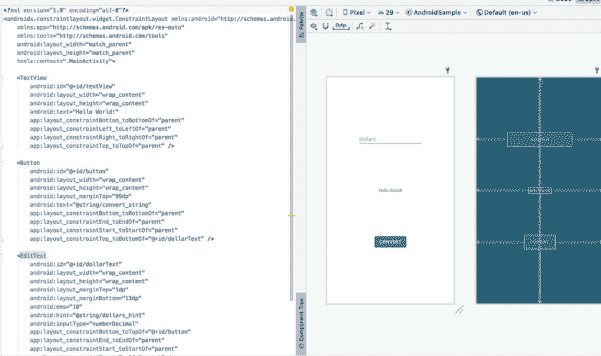 <?xml version="1.0" encoding="utf-8"?>
<androidx.constraintlayout.widget.ConstraintLayout xmlns:android="http://schemas.android.
xmlns:app="http://schemas.android.com/apk/res-auto"
xmlns:tools="http://schemas.android.com/tools"
android:layout_width="match_parent"
android:layout_height="match_parent"
tools:context=".MainActivity">
<TextView
android:id="@+id/textView"
android:layout_width="wrap_content"
android:layout_height="wrap_content"
android:text="Hello World!"
app:layout_constraintBottom_toBottomOf="parent"
app:layout_constraintLeft_toLeftOf="parent"
app:layout_constraintRight_toRightOf="parent"
app:layout_constraintTop_toTopOf="parent" />
<Button
android:id="@+id/button"
android:layout_width="wrap_content"
android:layout_height="wrap_content"
android:layout_marginTop="99dp"
android:text="@string/convert_string"
app:layout_constraintBottom_toBottomOf="parent"
app:layout_constraintEnd_toEndOf="parent"
app:layout_constraintStart_toStartOf="parent"
app:layout_constraintTop_toBottomOf="@+id/dollarText" />
<EditText
android:id="@+id/dollarText"
android:layout_width="wrap_content"
android:layout_height="wrap_content"
android:layout_marginTop="1dp"
android:layout_marginBottom="13dp"
android:ems="10"
android:hint="@string/dollars_hint"
android:inputType="numberDecimal"
app:layout_constraintBottom_toTopOf="@+id/button"
app:layout_constraintEnd_toEndOf="parent"
app:layout_constraintStart_toStartOf="parent"
Palette
Component Tree
Pixel 29 AndroidSample Default (en-us)
0dp
dollars
Hello World!
CONVERT